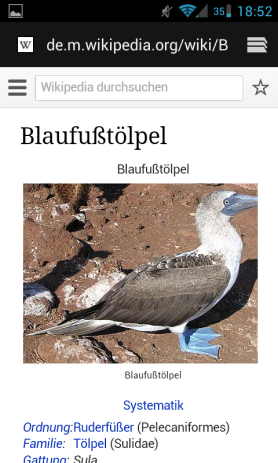 35 18:52
W de.m.wikipedia.org/wiki/B
Wikipedia durchsuchen
Blaufußtölpel
Blaufußtölpel
Blaufußtölpel
Systematik
Ordnung: Ruderfüßer (Pelecaniformes)
Familie: Tölpel (Sulidae)
Gattung: Sula